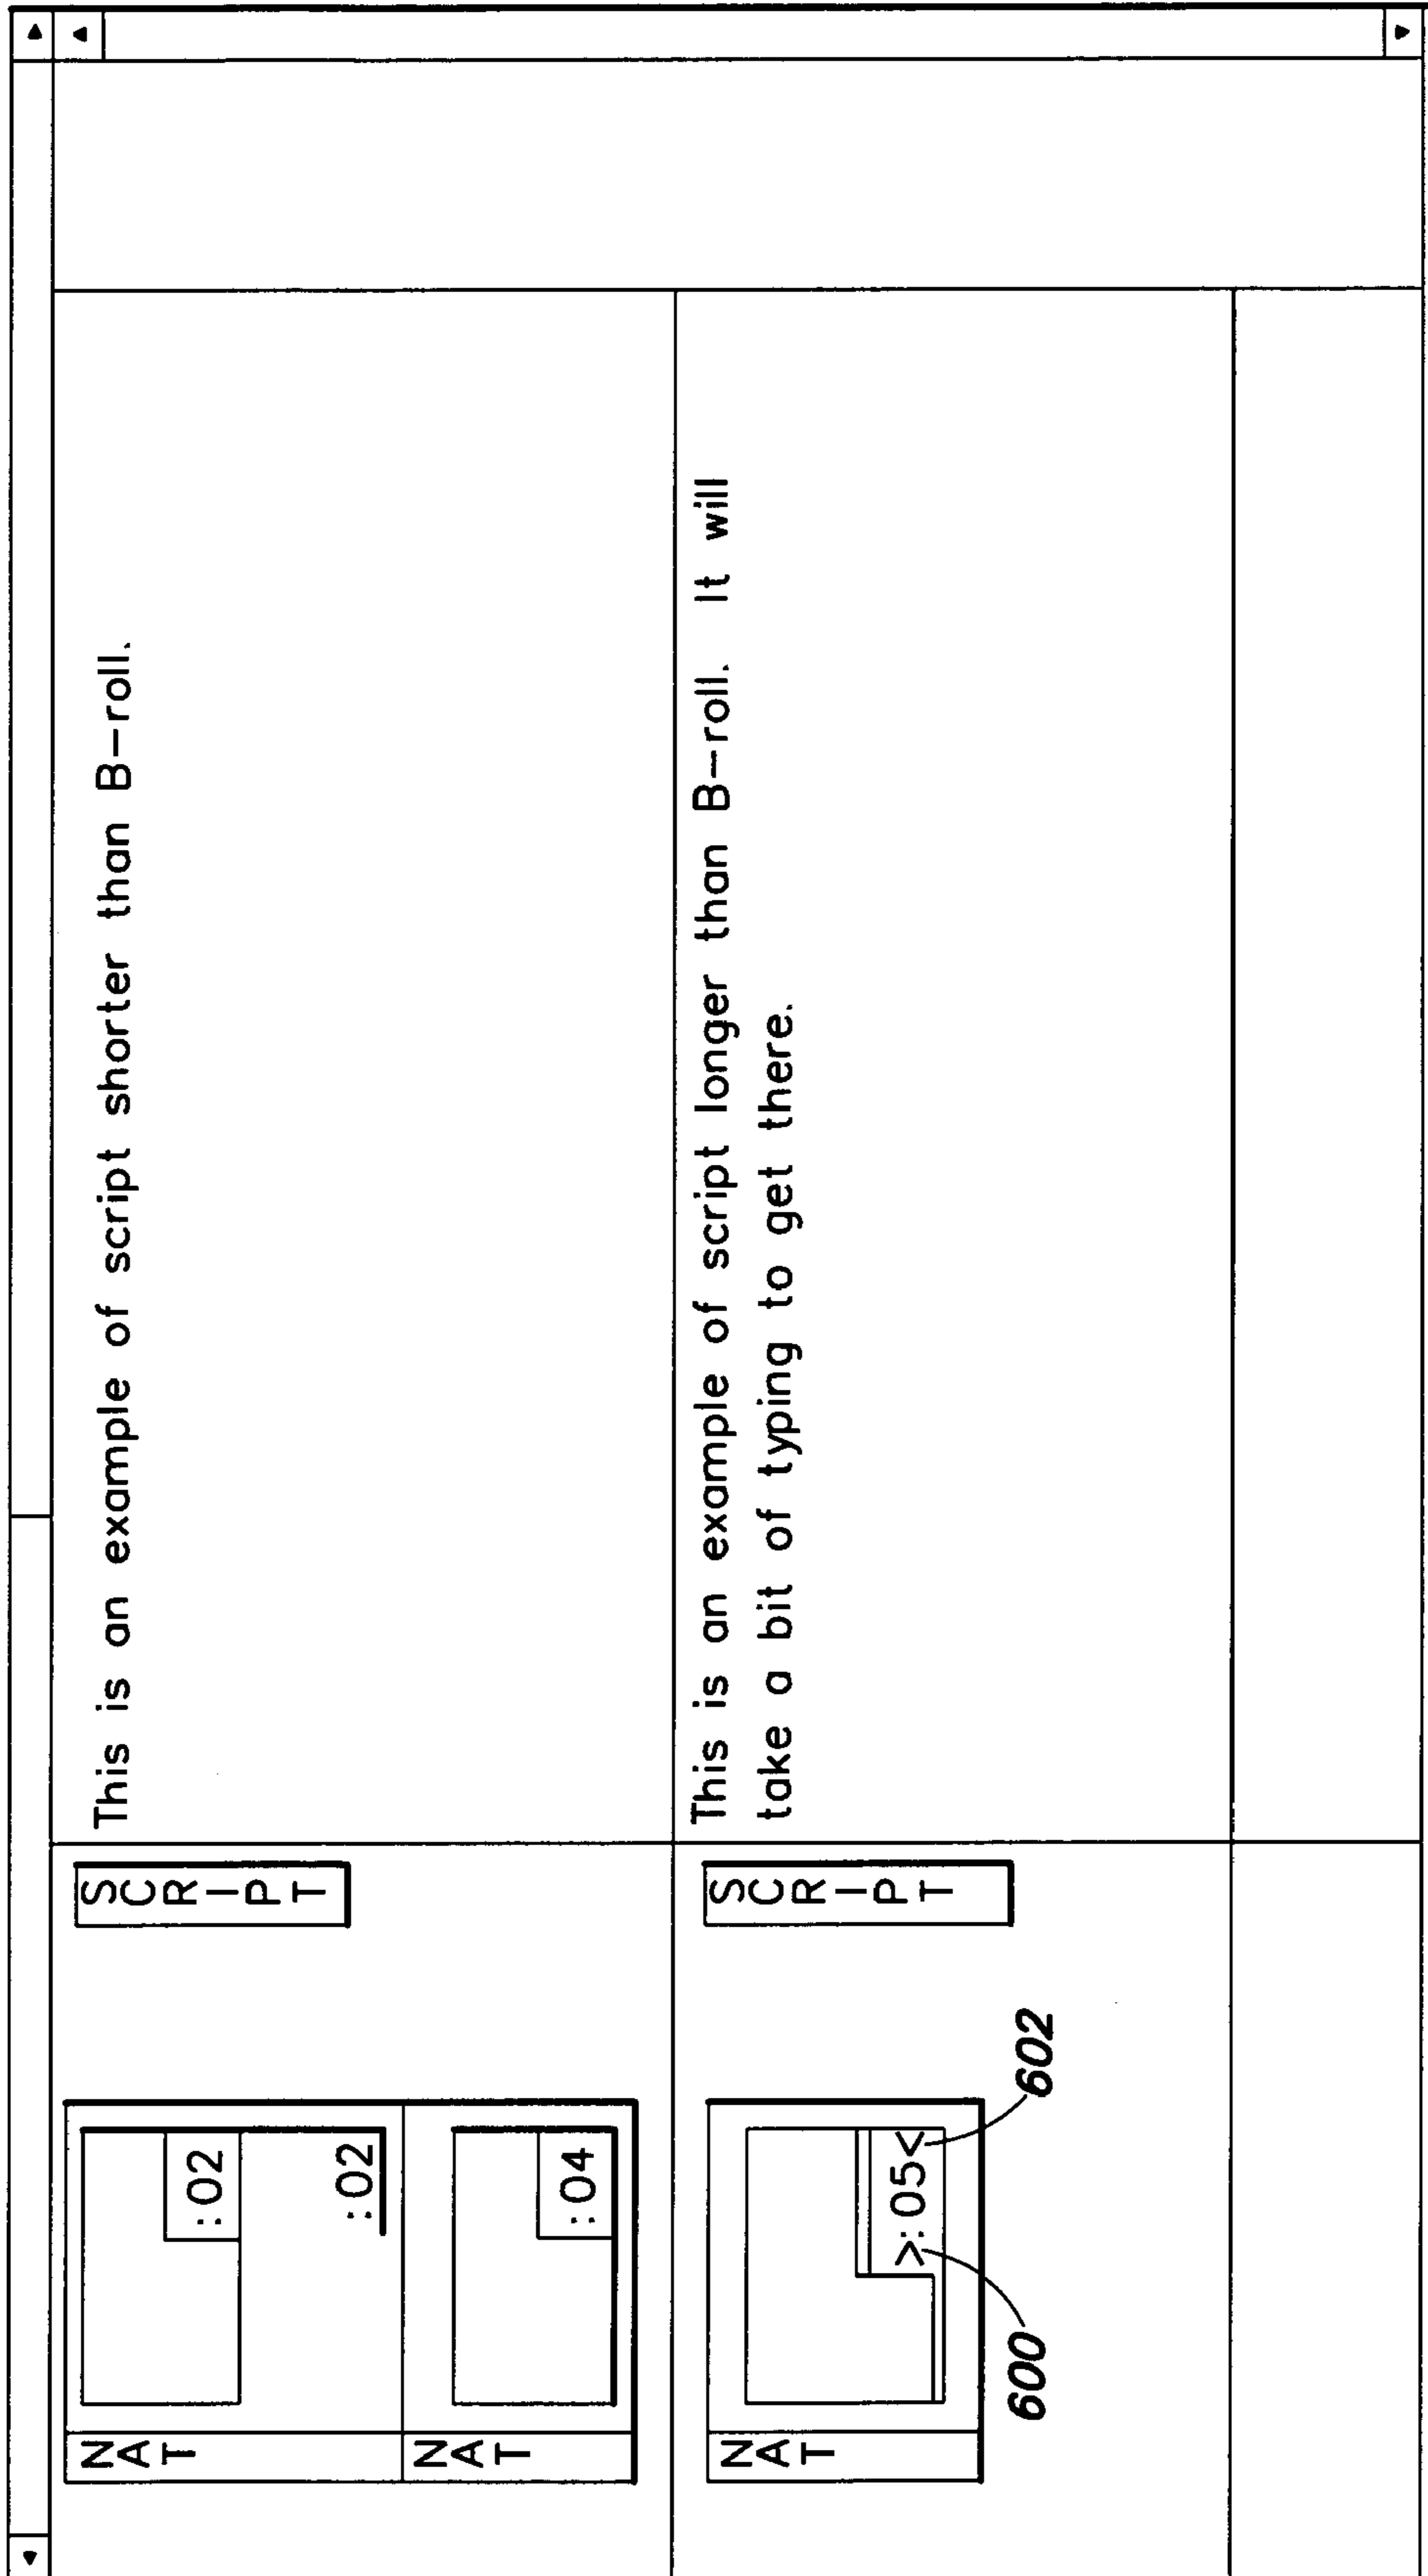 NAT
:02
:02
NAT
:04
SCRIPT
This is an example of script shorter than B-roll.
NAT
>:05<
600
602
SCRIPT
This is an example of script longer than B-roll. It will
take a bit of typing to get there.